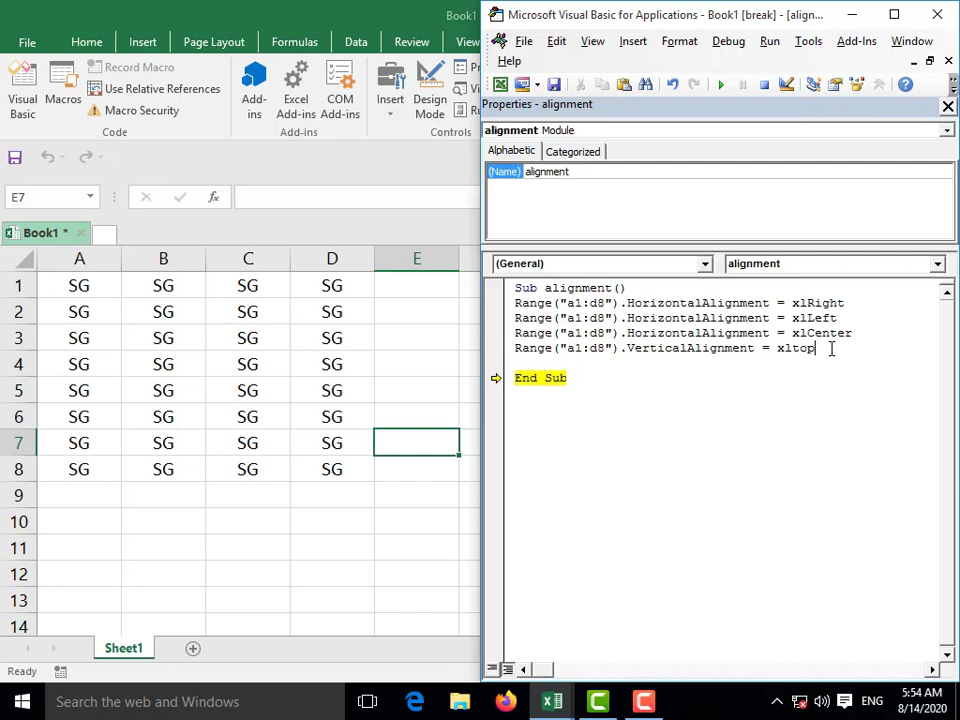 Book1
Microsoft Visual Basic for Applications - Book1 [break] - [align...
File Home Insert Page Layout Formulas Data Review
File Edit View Insert Format Debug Run Tools Add-Ins Window
Help
Visual Basic
Macros
Record Macro
Use Relative References
Macro Security
Code
Add-ins
Excel Add-ins
COM Add-ins
Add-ins
Insert
Design Mode
Controls
Properties - alignment
alignment Module
Alphabetic Categorized
(Name) alignment
E7
fx
Book1 *
(General) alignment
A B C D E
1 SG SG SG SG
2 SG SG SG SG
3 SG SG SG SG
4 SG SG SG SG
5 SG SG SG SG
6 SG SG SG SG
7 SG SG SG SG
8 SG SG SG SG
9
10
11
12
13
14
Sub alignment()
Range("a1:d8").HorizontalAlignment = xlRight
Range("a1:d8").HorizontalAlignment = xlLeft
Range("a1:d8").HorizontalAlignment = xlCenter
Range("a1:d8").VerticalAlignment = xltop
End Sub
Sheet1
Ready
Search the web and Windows
ENG
5:54 AM
8/14/2020